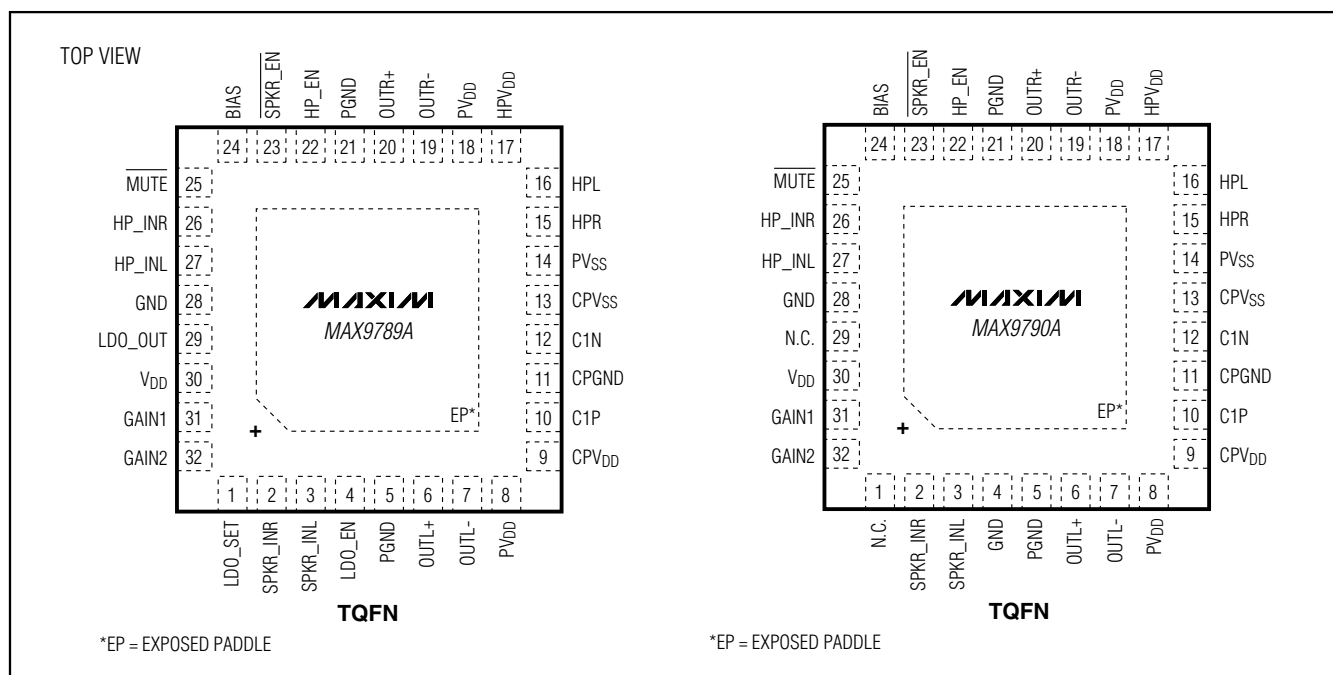 TOP VIEW
BIAS
SPKR_EN
HP_EN
PGND
OUTR+
OUTR-
PVDD
HPVDD
24 23 22 21 20 19 18 17
MUTE 25
HP_INR 26
HP_INL 27
GND 28
LDO_OUT 29
VDD 30
GAIN1 31
GAIN2 32
16 HPL
15 HPR
14 PVSS
13 CPVSS
12 C1N
11 CPGND
10 C1P
9 CPVDD
MAXIM
MAX9789A
EP*
+
1 2 3 4 5 6 7 8
LDO_SET
SPKR_INR
SPKR_INL
LDO_EN
PGND
OUTL+
OUTL-
PVDD
TQFN
*EP = EXPOSED PADDLE
BIAS
SPKR_EN
HP_EN
PGND
OUTR+
OUTR-
PVDD
HPVDD
24 23 22 21 20 19 18 17
MUTE 25
HP_INR 26
HP_INL 27
GND 28
N.C. 29
VDD 30
GAIN1 31
GAIN2 32
16 HPL
15 HPR
14 PVSS
13 CPVSS
12 C1N
11 CPGND
10 C1P
9 CPVDD
MAXIM
MAX9790A
EP*
+
1 2 3 4 5 6 7 8
N.C.
SPKR_INR
SPKR_INL
GND
PGND
OUTL+
OUTL-
PVDD
TQFN
*EP = EXPOSED PADDLE